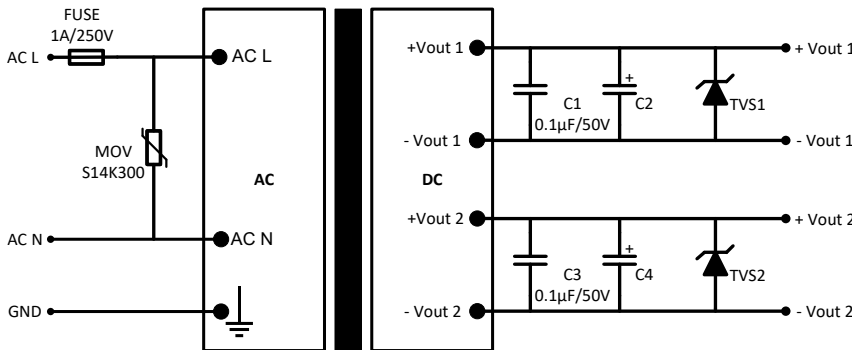 FUSE
1A/250V
AC L
AC L
MOV
S14K300
AC N
AC N
GND
AC
DC
+Vout 1
+ Vout 1
C1
C2
TVS1
0.1µF/50V
- Vout 1
- Vout 1
+Vout 2
+ Vout 2
C3
C4
TVS2
0.1µF/50V
- Vout 2
- Vout 2